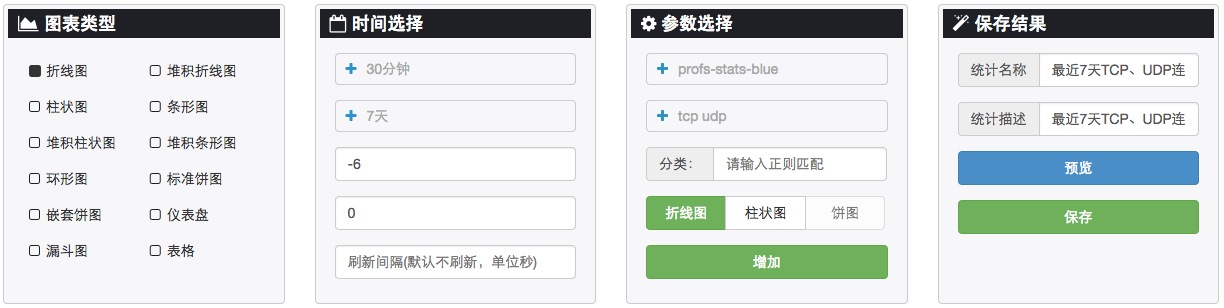 图表类型
折线图 堆积折线图
柱状图 条形图
堆积柱状图 堆积条形图
环形图 标准饼图
嵌套饼图 仪表盘
漏斗图 表格
时间选择
30分钟
7天
-6
0
刷新间隔(默认不刷新，单位秒)
参数选择
profs-stats-blue
tcp udp
分类： 请输入正则匹配
折线图 柱状图 饼图
增加
保存结果
统计名称 最近7天TCP、UDP连
统计描述 最近7天TCP、UDP连
预览
保存